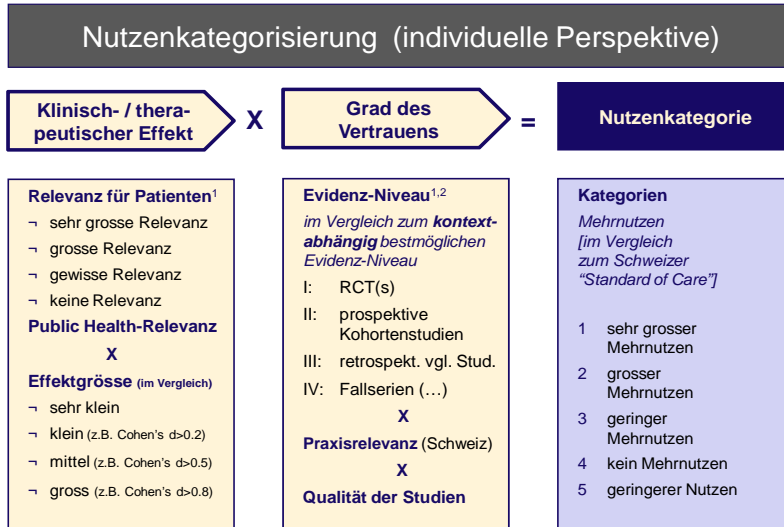 Nutzenkategorisierung (individuelle Perspektive)
Klinisch- / thera-
peutischer Effekt
X
Grad des
Vertrauens
=
Nutzenkategorie
Relevanz für Patienten¹
¬ sehr grosse Relevanz
¬ grosse Relevanz
¬ gewisse Relevanz
¬ keine Relevanz
Public Health-Relevanz
X
Effektgrösse (im Vergleich)
¬ sehr klein
¬ klein (z.B. Cohen's d>0.2)
¬ mittel (z.B. Cohen's d>0.5)
¬ gross (z.B. Cohen's d>0.8)
Evidenz-Niveau¹,²
im Vergleich zum kontext-
abhängig bestmöglichen
Evidenz-Niveau
I: RCT(s)
II: prospektive
Kohortenstudien
III: retrospekt. vgl. Stud.
IV: Fallserien (…)
X
Praxisrelevanz (Schweiz)
X
Qualität der Studien
Kategorien
Mehrnutzen
[im Vergleich
zum Schweizer
"Standard of Care"]
1 sehr grosser
Mehrnutzen
2 grosser
Mehrnutzen
3 geringer
Mehrnutzen
4 kein Mehrnutzen
5 geringerer Nutzen